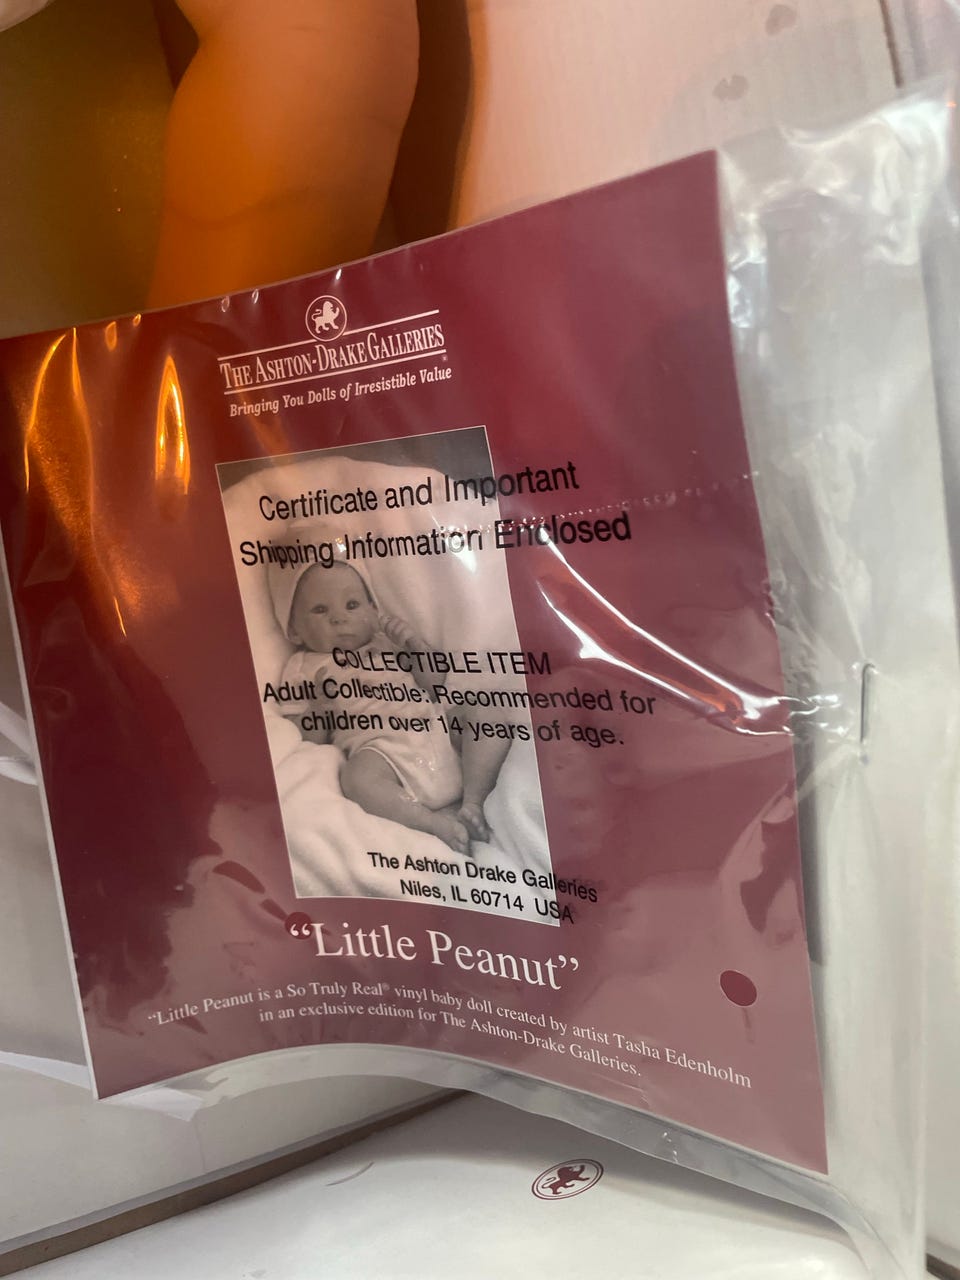 THE ASHTON-DRAKE GALLERIES®
Bringing You Dolls of Irresistible Value
Certificate and Important
Shipping Information Enclosed
COLLECTIBLE ITEM
Adult Collectible: Recommended for
children over 14 years of age.
The Ashton Drake Galleries
Niles, IL 60714 USA
“Little Peanut”
“Little Peanut is a So Truly Real® vinyl baby doll created by artist Tasha Edenholm
in an exclusive edition for The Ashton-Drake Galleries.